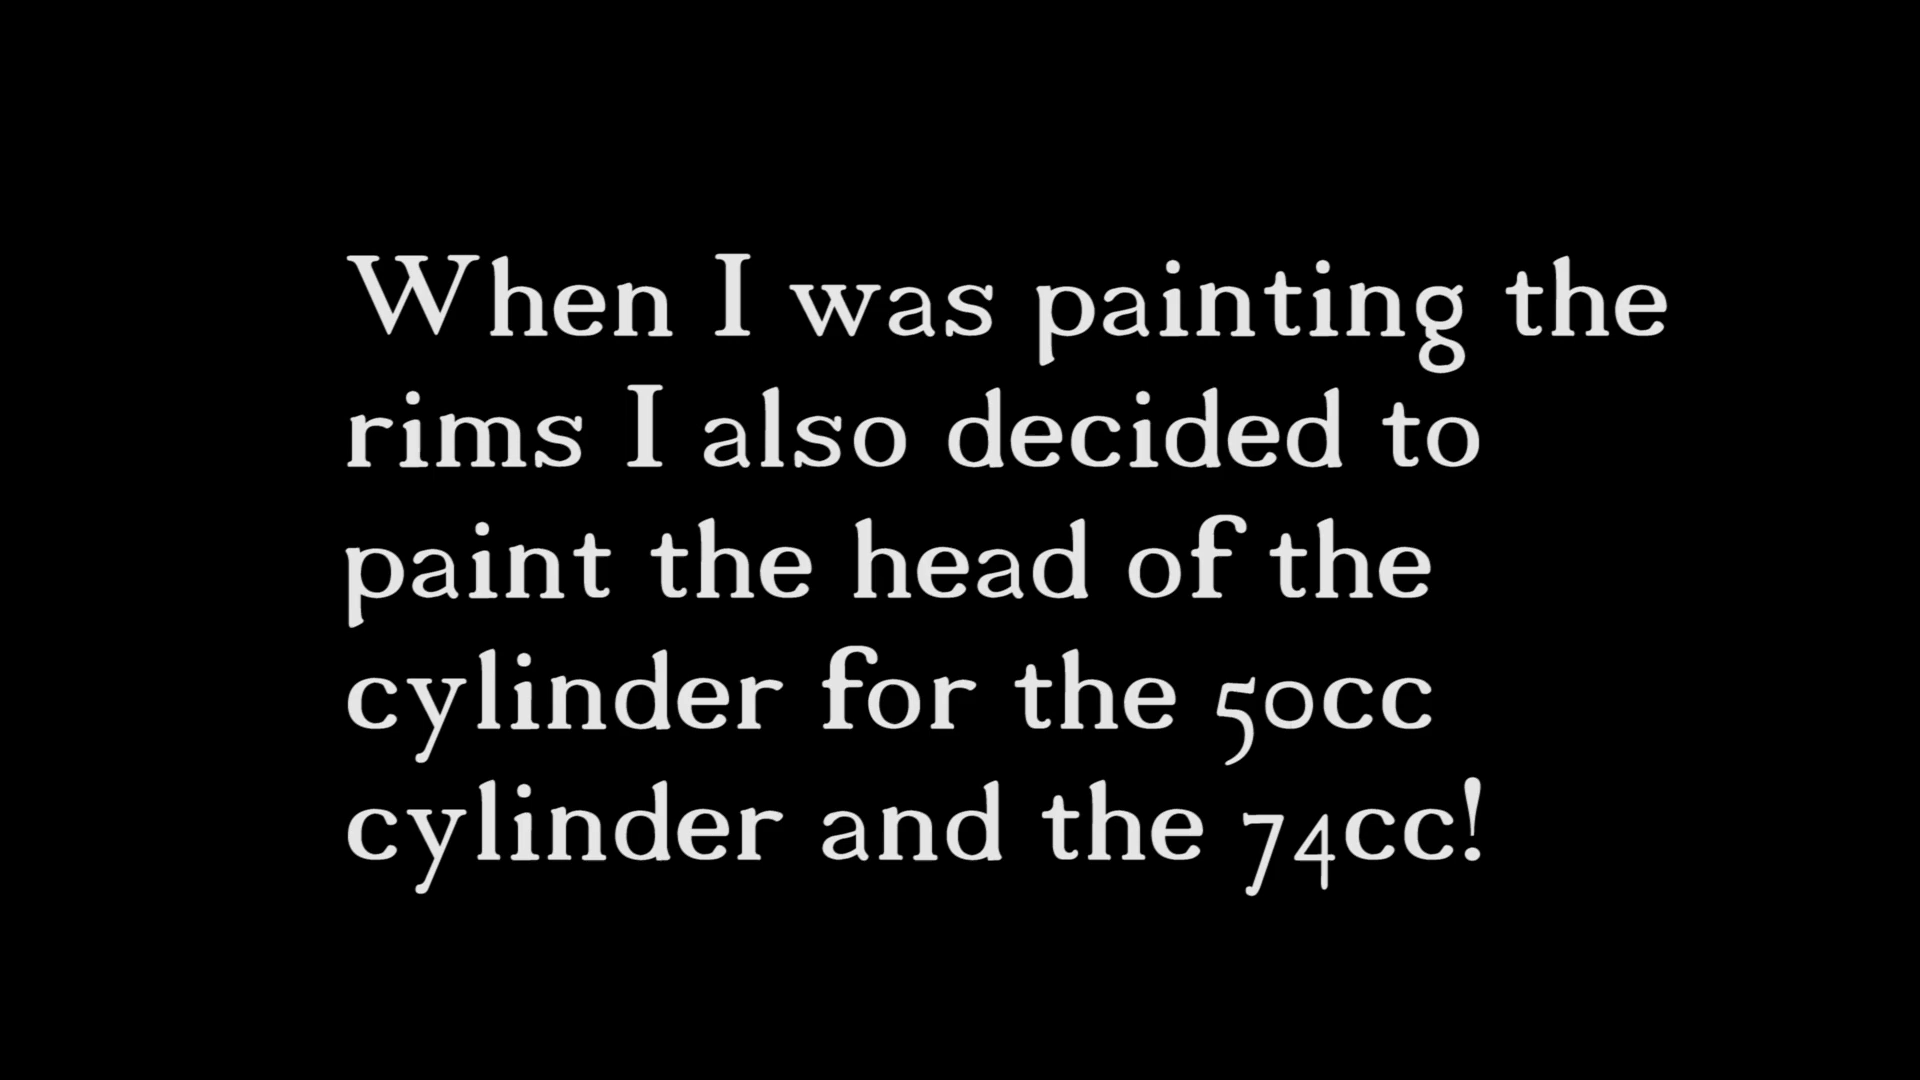 When I was painting the
rims I also decided to
paint the head of the
cylinder for the 50cc
cylinder and the 74cc!